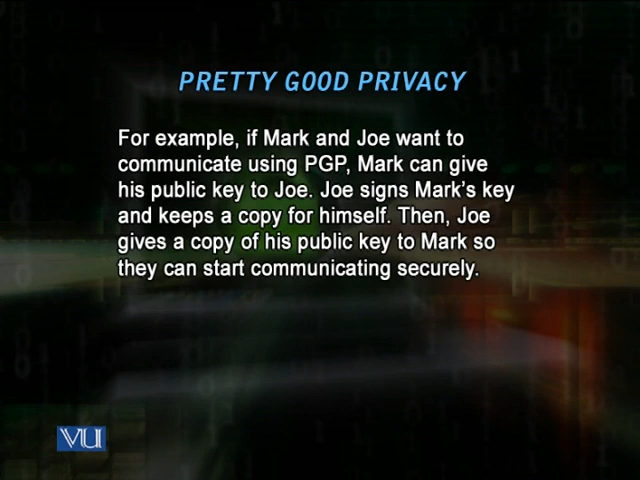 PRETTY GOOD PRIVACY
For example, if Mark and Joe want to
communicate using PGP, Mark can give
his public key to Joe. Joe signs Mark's key
and keeps a copy for himself. Then, Joe
gives a copy of his public key to Mark so
they can start communicating securely.
VU